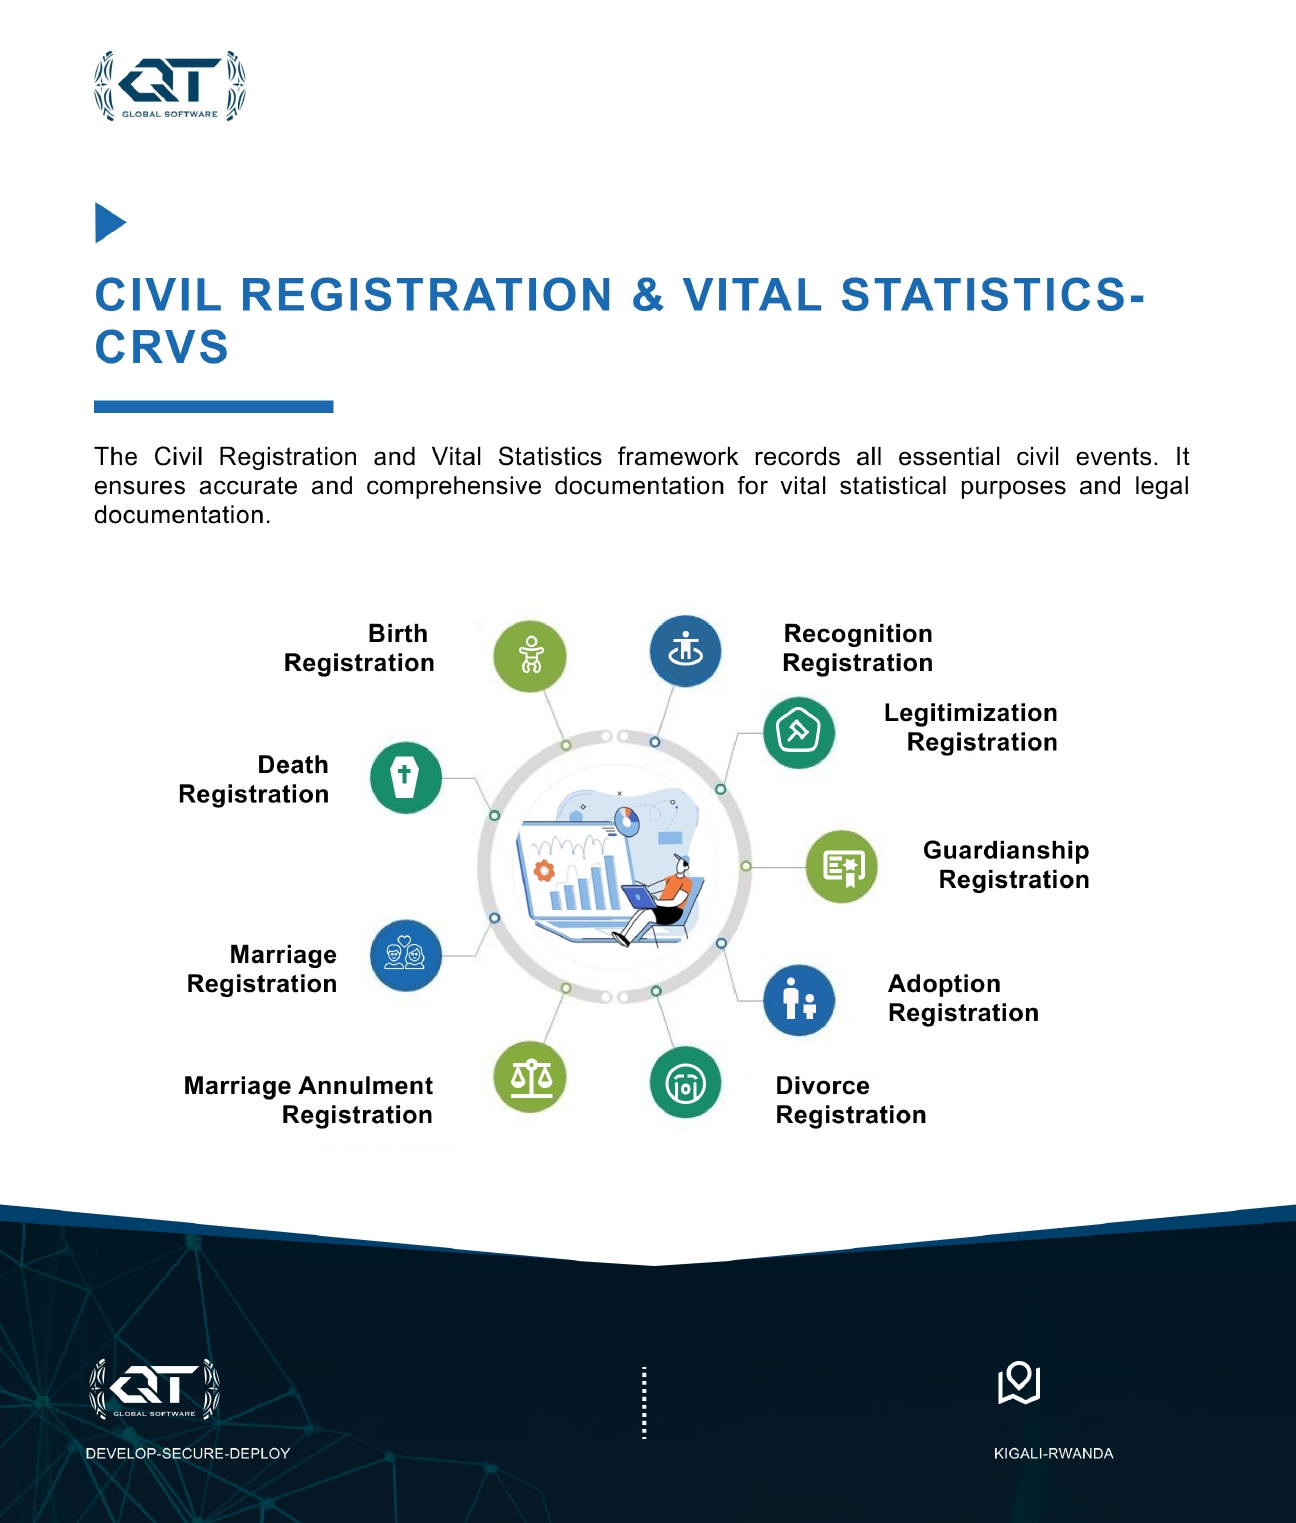 QT
GLOBAL SOFTWARE
CIVIL REGISTRATION & VITAL STATISTICS-
CRVS
The Civil Registration and Vital Statistics framework records all essential civil events. It
ensures accurate and comprehensive documentation for vital statistical purposes and legal
documentation.
Birth
Registration
Recognition
Registration
Legitimization
Registration
Death
Registration
Guardianship
Registration
Marriage
Registration
Adoption
Registration
Marriage Annulment
Registration
Divorce
Registration
QT
GLOBAL SOFTWARE
DEVELOP-SECURE-DEPLOY
KIGALI-RWANDA